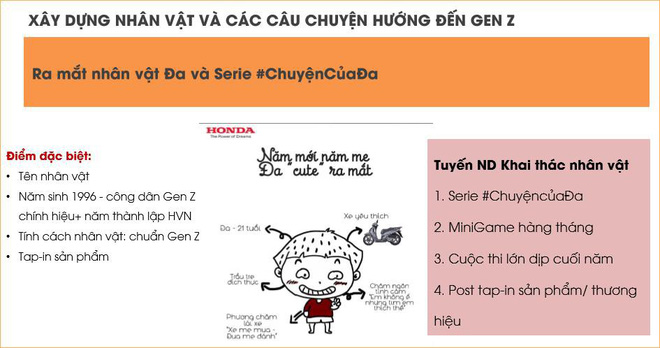 XÂY DỰNG NHÂN VẬT VÀ CÁC CÂU CHUYỆN HƯỚNG ĐẾN GEN Z
Ra mắt nhân vật Đa và Serie #ChuyệnCủaĐa
Điểm đặc biệt:
• Tên nhân vật
• Năm sinh 1996 - công dân Gen Z
chính hiệu+ năm thành lập HVN
• Tính cách nhân vật: chuẩn Gen Z
• Tap-in sản phẩm
HONDA
The Power of Dreams
Năm mới năm me
Đa "cute" ra mắt
Đa - 21 tuổi
Xe yêu thích
Trẩu tre
đích thực
Châm ngôn
tình cảm
"Em không ế
nhưng tim em
thích thế"
Phương châm
lái xe
"Xe mẹ mua -
Đua mẹ đánh"
Tuyến ND Khai thác nhân vật
1. Serie #ChuyệncủaĐa
2. MiniGame hàng tháng
3. Cuộc thi lớn dịp cuối năm
4. Post tap-in sản phẩm/ thương
hiệu